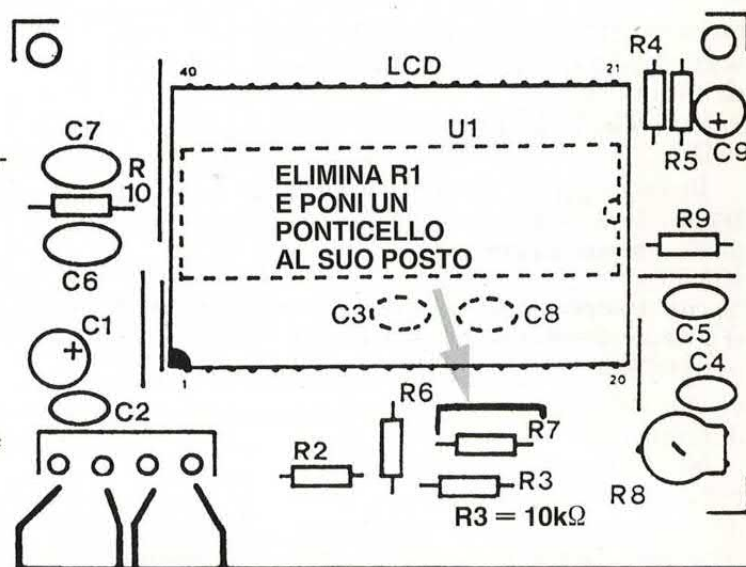 40
LCD
21
R4
C7
U1
R
10
R5
C9
ELIMINA R1
E PONI UN
PONTICELLO
AL SUO POSTO
R9
C6
C3
C8
C5
C1
C4
1
20
C2
R6
R7
R2
R3
R8
R3 = 10kΩ